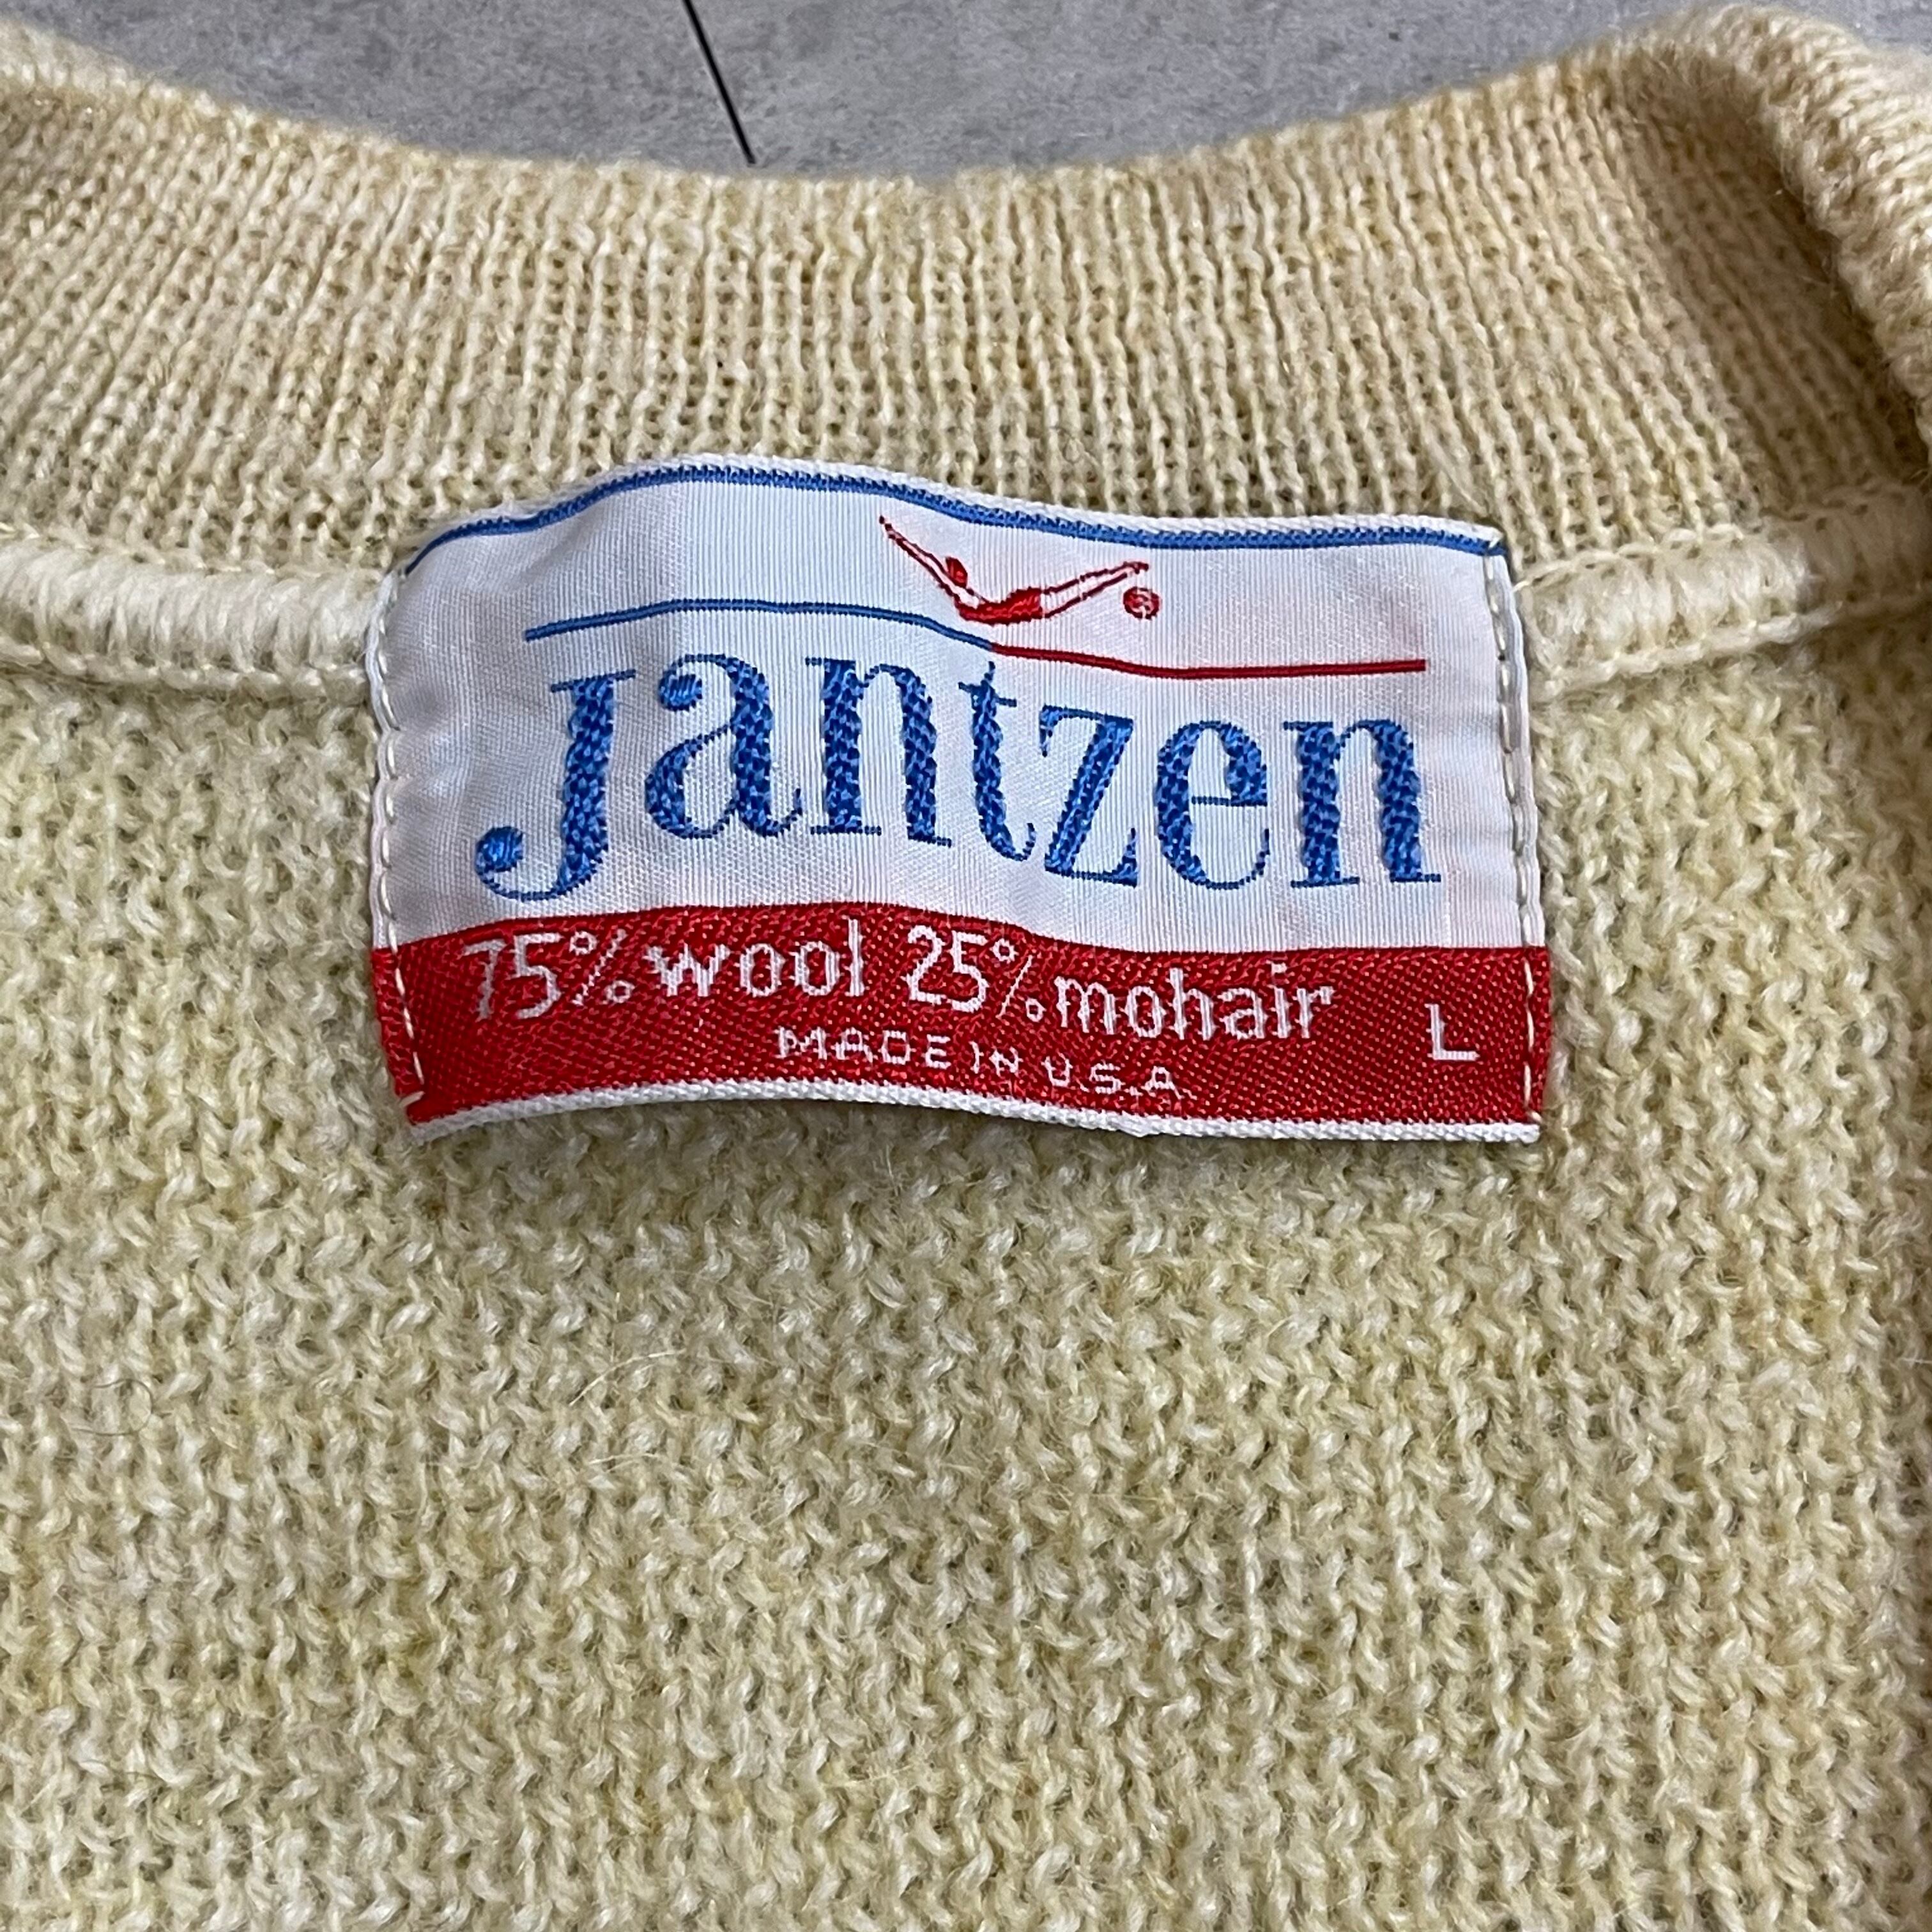 Jantzen
75% wool 25% mohair L
MADE IN U.S.A.